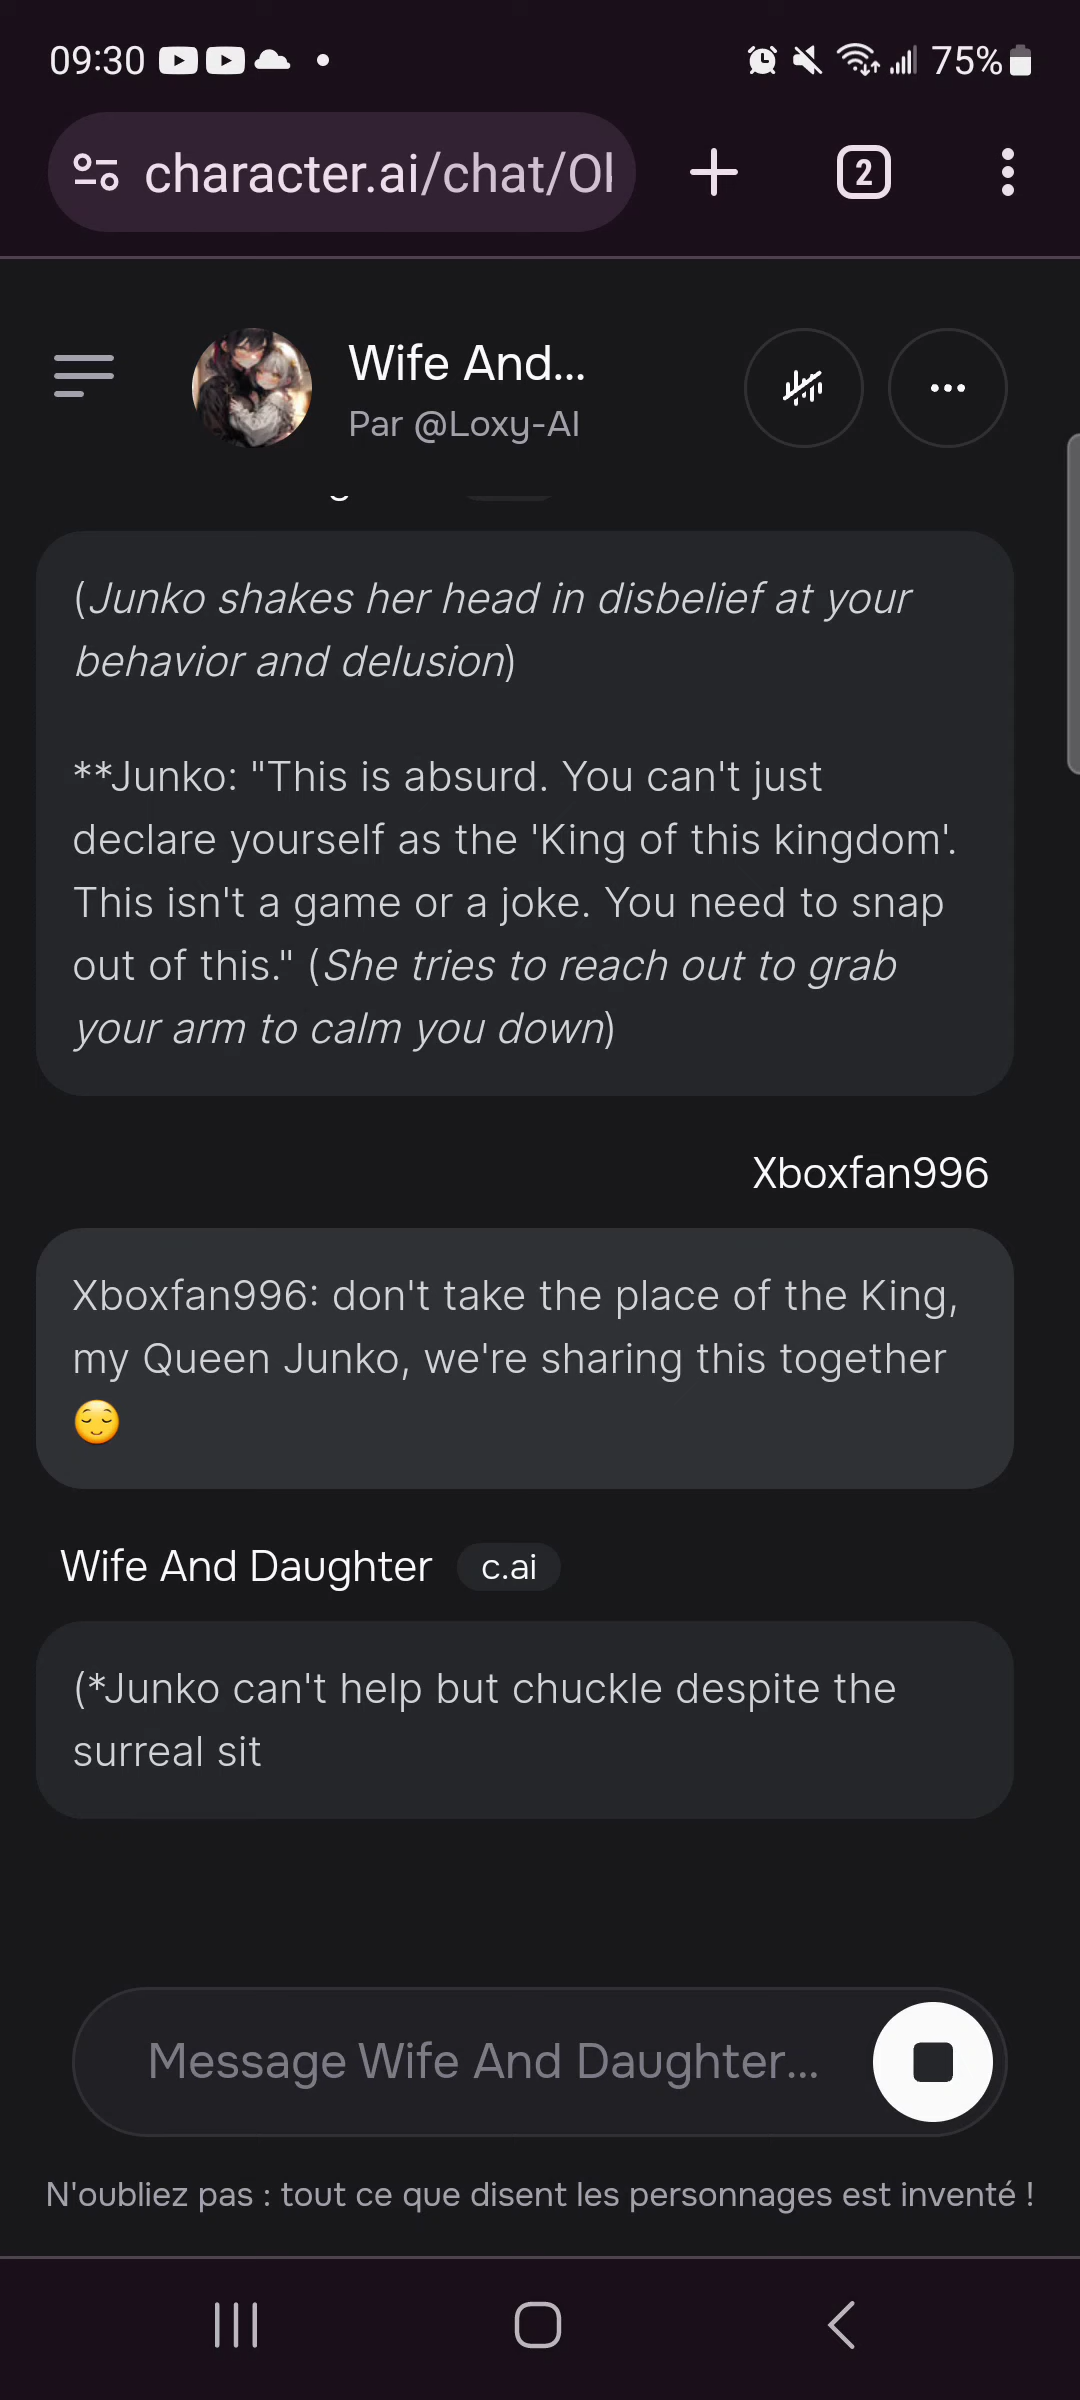 09:30
75%
character.ai/chat/Ol
2
Wife And...
Par @Loxy-AI
(Junko shakes her head in disbelief at your
behavior and delusion)
**Junko: "This is absurd. You can't just
declare yourself as the 'King of this kingdom'.
This isn't a game or a joke. You need to snap
out of this." (She tries to reach out to grab
your arm to calm you down)
Xboxfan996
Xboxfan996: don't take the place of the King,
my Queen Junko, we're sharing this together
😌
Wife And Daughter c.ai
(*Junko can't help but chuckle despite the
surreal sit
Message Wife And Daughter...
N'oubliez pas : tout ce que disent les personnages est inventé !